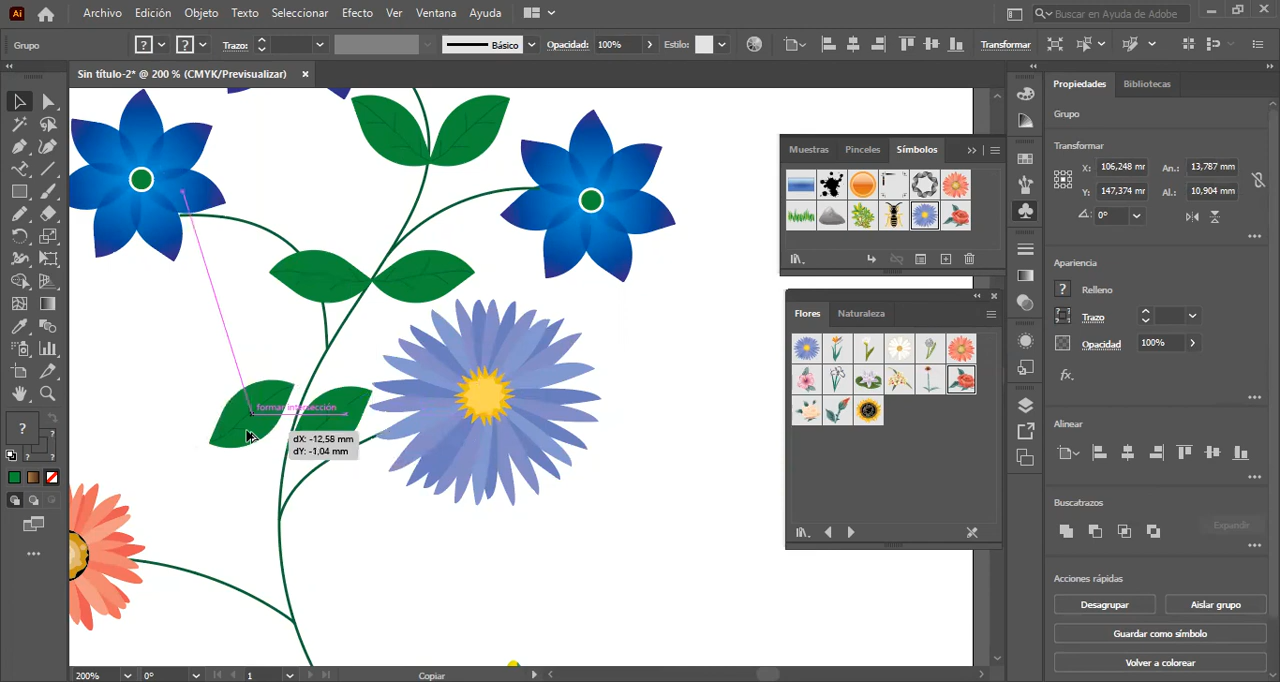 Ai Archivo Edición Objeto Texto Seleccionar Efecto Ver Ventana Ayuda Buscar en Ayuda de Adobe
Grupo ? ? Trazo: Básico Opacidad: 100% Estilo: Transformar
Sin título-2* @ 200 % (CMYK/Previsualizar) ×
Propiedades Bibliotecas
Grupo
Transformar
X: 106,248 mr An.: 13,787 mm
Y: 147,374 mr Al.: 10,904 mm
0°
Apariencia
? Relleno
Trazo
Opacidad 100%
fx.
Alinear
Buscatrazos
Expandir
Acciones rápidas
Desagrupar Aislar grupo
Guardar como símbolo
Volver a colorear
Muestras Pinceles Símbolos
Flores Naturaleza
formar intersección
dX: -12,58 mm
dY: -1,04 mm
?
200% 0° 1 Copiar